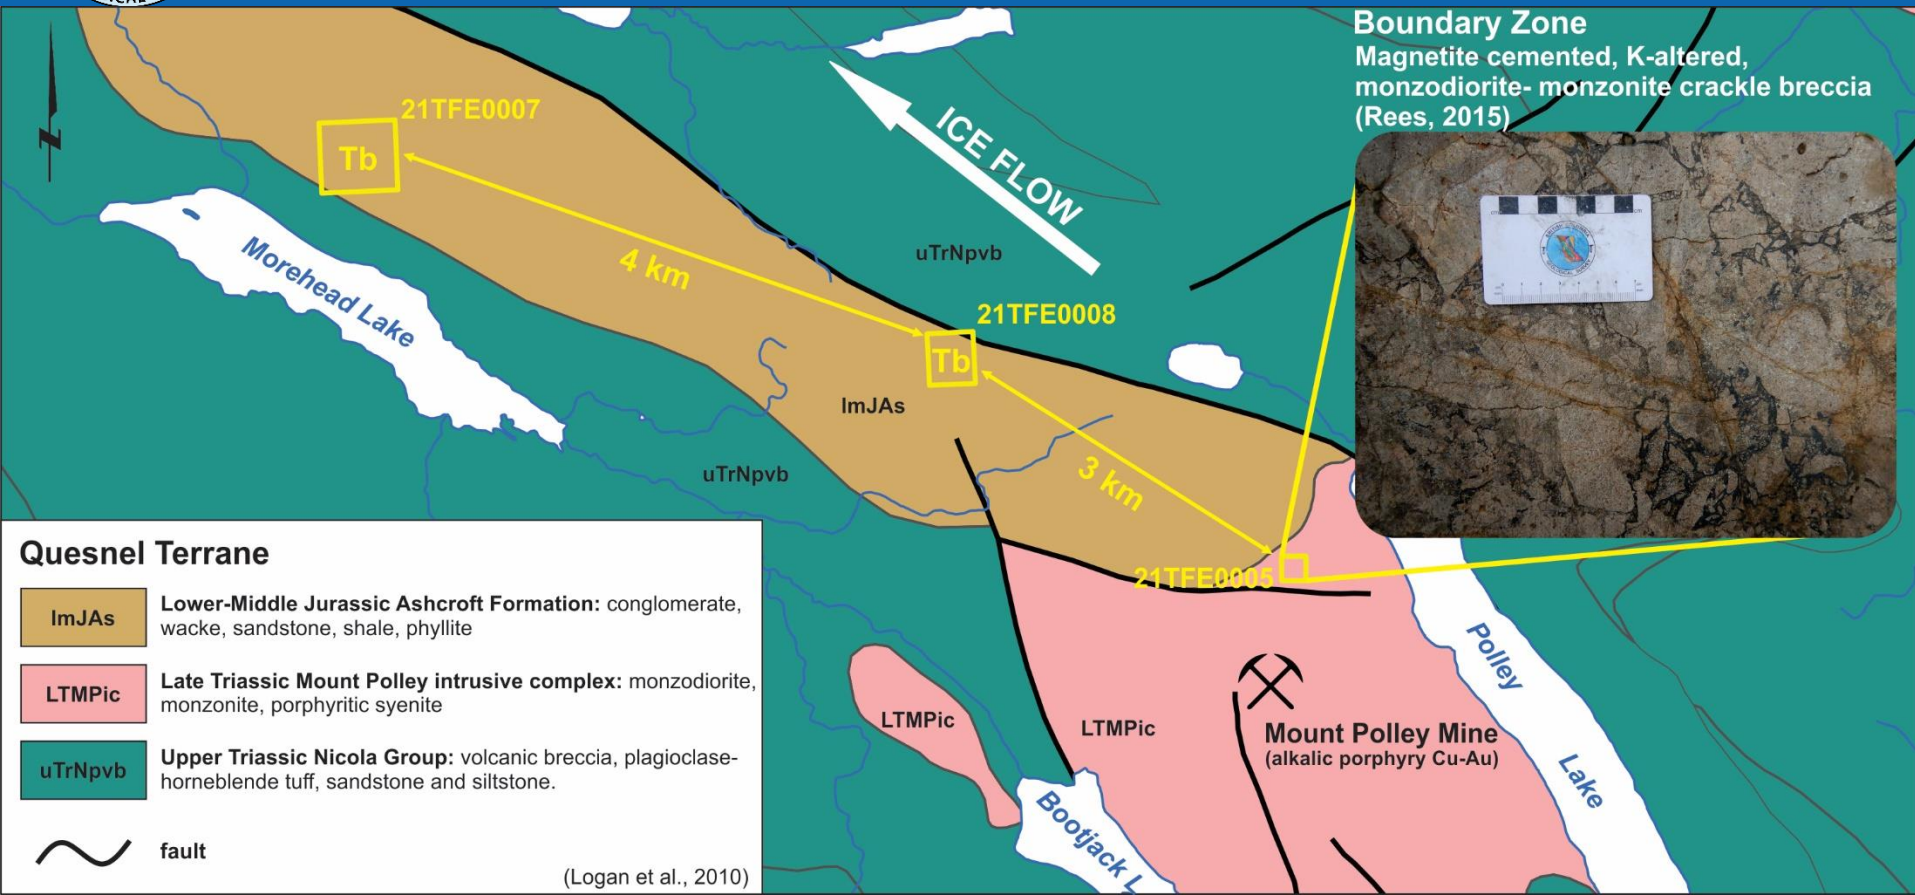 Boundary Zone
Magnetite cemented, K-altered,
monzodiorite- monzonite crackle breccia
(Rees, 2015)
N
21TFE0007
Tb
ICE FLOW
uTrNpvb
Morehead Lake
4 km
21TFE0008
Tb
lmJAs
3 km
uTrNpvb
21TFE0005
Quesnel Terrane
lmJAs
Lower-Middle Jurassic Ashcroft Formation: conglomerate,
wacke, sandstone, shale, phyllite
LTMPic
Late Triassic Mount Polley intrusive complex: monzodiorite,
monzonite, porphyritic syenite
uTrNpvb
Upper Triassic Nicola Group: volcanic breccia, plagioclase-
horneblende tuff, sandstone and siltstone.
fault
(Logan et al., 2010)
LTMPic
LTMPic
Mount Polley Mine
(alkalic porphyry Cu-Au)
Polley
Lake
Bootjack L